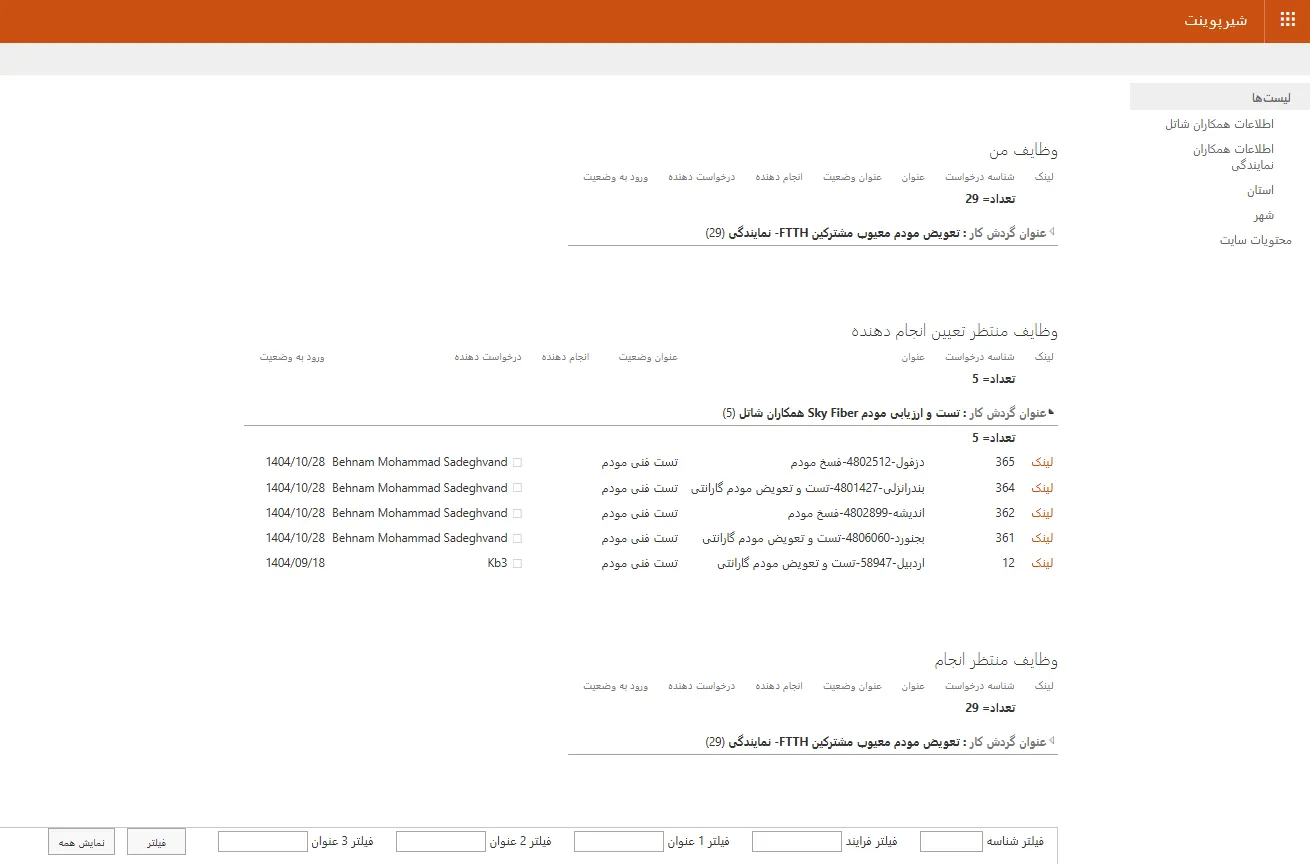 شیرپوینت
لیست‌ها
اطلاعات همکاران شاتل
اطلاعات همکاران
نمایندگی
استان
شهر
محتویات سایت
وظایف من
لینک شناسه درخواست عنوان عنوان وضعیت انجام دهنده درخواست دهنده ورود به وضعیت
تعداد= 29
عنوان گردش کار : تعویض مودم معیوب مشترکین FTTH- نمایندگی (29)
وظایف منتظر تعیین انجام دهنده
لینک شناسه درخواست عنوان عنوان وضعیت انجام دهنده درخواست دهنده ورود به وضعیت
تعداد= 5
عنوان گردش کار : تست و ارزیابی مودم Sky Fiber همکاران شاتل (5)
تعداد= 5
لینک 365 دزفول-4802512-فسخ مودم تست فنی مودم Behnam Mohammad Sadeghvand 1404/10/28
لینک 364 بندرانزلی-4801427-تست و تعویض مودم گارانتی تست فنی مودم Behnam Mohammad Sadeghvand 1404/10/28
لینک 362 اندیشه-4802899-فسخ مودم تست فنی مودم Behnam Mohammad Sadeghvand 1404/10/28
لینک 361 بجنورد-4806060-تست و تعویض مودم گارانتی تست فنی مودم Behnam Mohammad Sadeghvand 1404/10/28
لینک 12 اردبیل-58947-تست و تعویض مودم گارانتی تست فنی مودم Kb3 1404/09/18
وظایف منتظر انجام
لینک شناسه درخواست عنوان عنوان وضعیت انجام دهنده درخواست دهنده ورود به وضعیت
تعداد= 29
عنوان گردش کار : تعویض مودم معیوب مشترکین FTTH- نمایندگی (29)
فیلتر شناسه فیلتر فرایند فیلتر 1 عنوان فیلتر 2 عنوان فیلتر 3 عنوان فیلتر نمایش همه